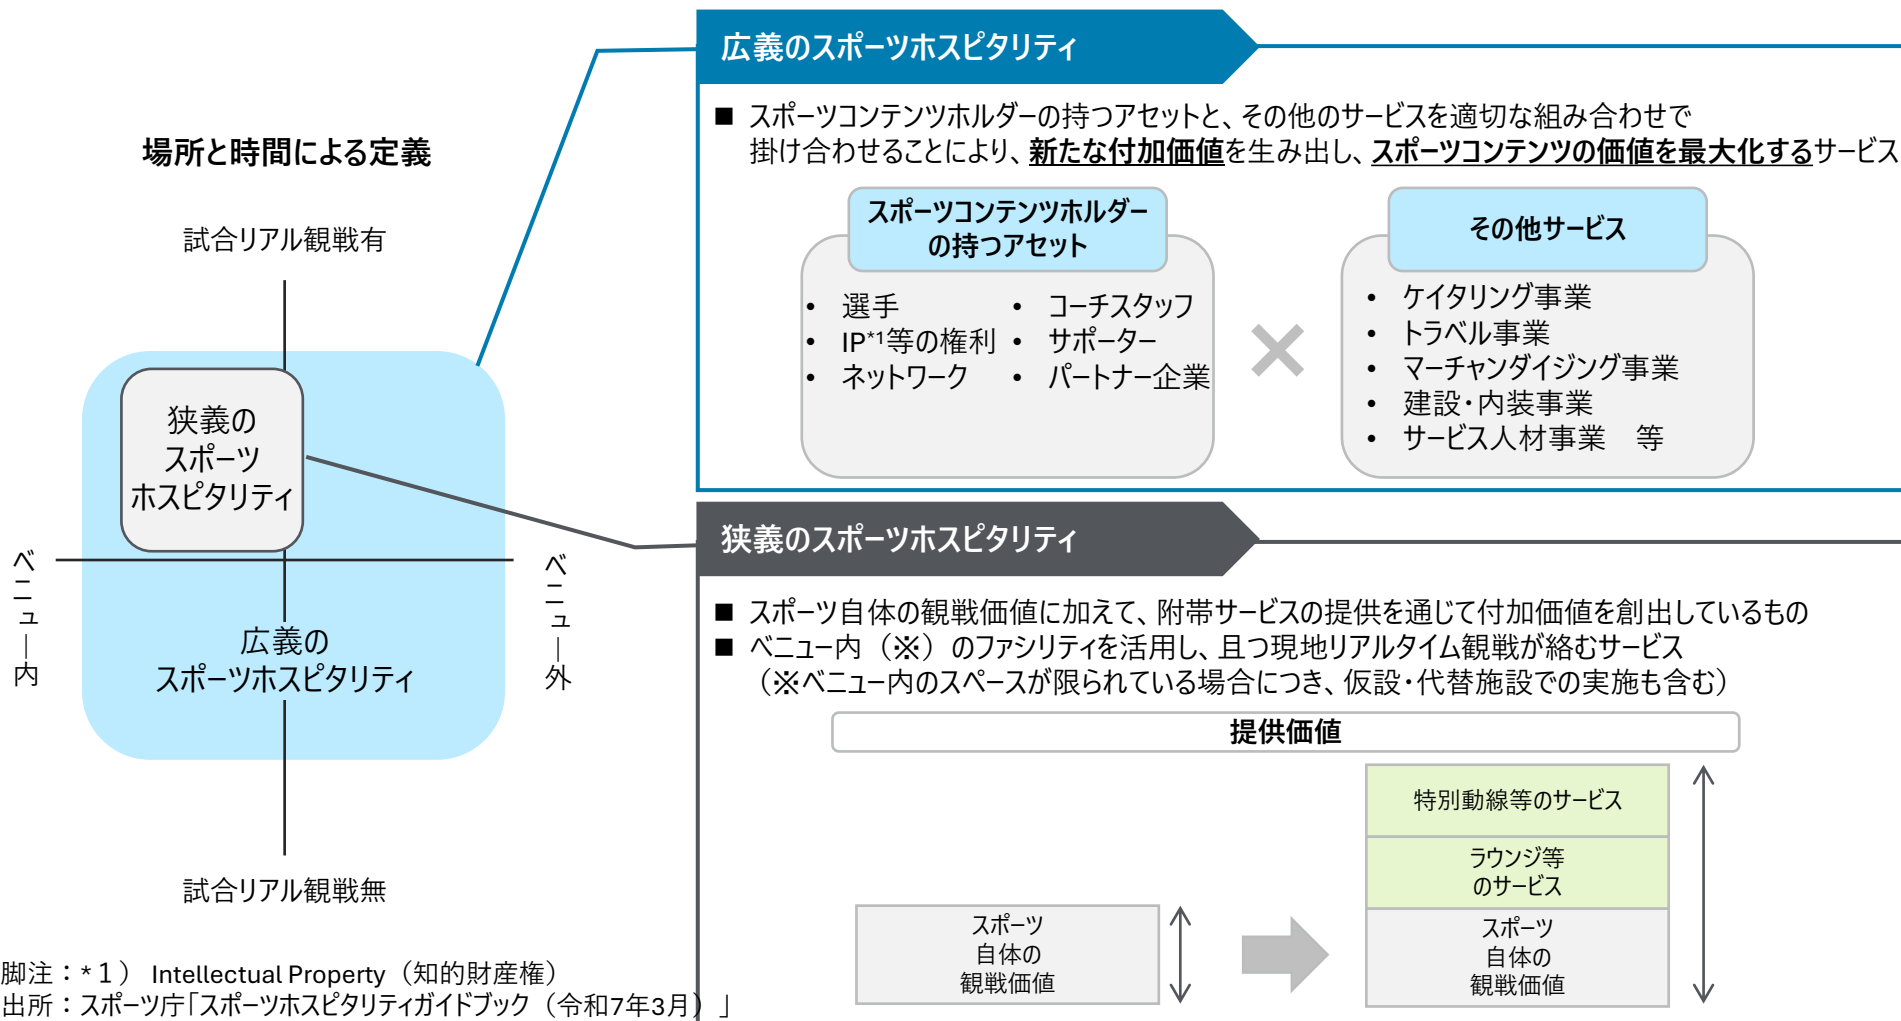 場所と時間による定義
試合リアル観戦有
狭義の
スポーツ
ホスピタリティ
ベニュー内
ベニュー外
広義の
スポーツホスピタリティ
試合リアル観戦無
広義のスポーツホスピタリティ
■ スポーツコンテンツホルダーの持つアセットと、その他のサービスを適切な組み合わせで
掛け合わせることにより、新たな付加価値を生み出し、スポーツコンテンツの価値を最大化するサービス
スポーツコンテンツホルダー
の持つアセット
• 選手
• IP*1等の権利
• ネットワーク
• コーチスタッフ
• サポーター
• パートナー企業
その他サービス
• ケイタリング事業
• トラベル事業
• マーチャンダイジング事業
• 建設・内装事業
• サービス人材事業　等
狭義のスポーツホスピタリティ
■ スポーツ自体の観戦価値に加えて、附帯サービスの提供を通じて付加価値を創出しているもの
■ ベニュー内（※）のファシリティを活用し、且つ現地リアルタイム観戦が絡むサービス
（※ベニュー内のスペースが限られている場合につき、仮設・代替施設での実施も含む）
提供価値
スポーツ
自体の
観戦価値
特別動線等のサービス
ラウンジ等
のサービス
スポーツ
自体の
観戦価値
脚注：*１） Intellectual Property（知的財産権）
出所：スポーツ庁「スポーツホスピタリティガイドブック（令和7年3月）」